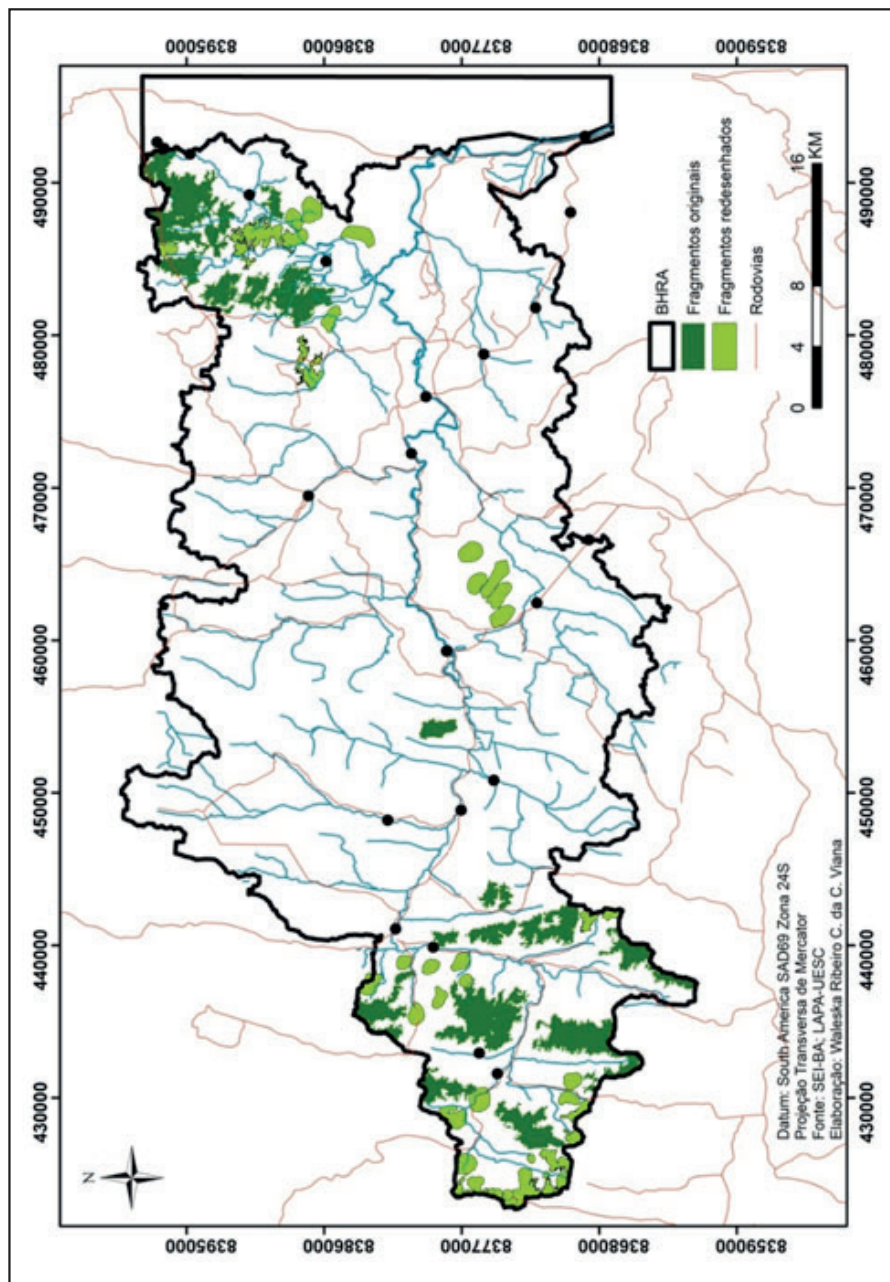 430000 440000 450000 460000 470000 480000 490000
8395000
8386000
8377000
8368000
8359000
8395000
8386000
8377000
8368000
8359000
N
BHRA
Fragmentos originais
Fragmentos redesenhados
Rodovias
0 4 8 16
KM
Datum: South America SAD69 Zona 24S
Projeção Transversa de Mercator
Fonte: SEI-BA; LAPA-UESC
Elaboração: Waleska Ribeiro C. da C. Viana
430000 440000 450000 460000 470000 480000 490000